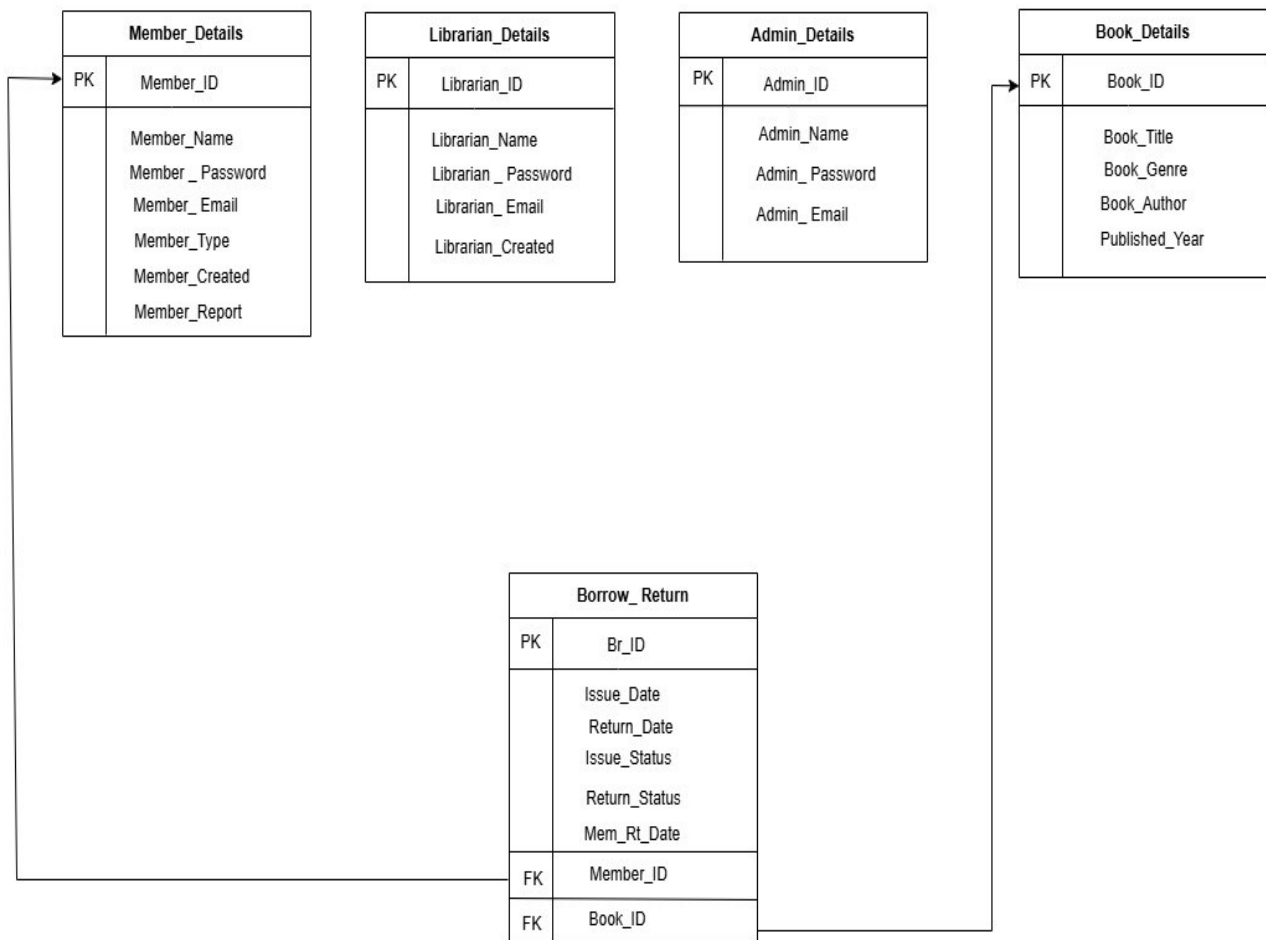 Member_Details
PK Member_ID
Member_Name
Member _ Password
Member_ Email
Member_Type
Member_Created
Member_Report
Librarian_Details
PK Librarian_ID
Librarian_Name
Librarian _ Password
Librarian_ Email
Librarian_Created
Admin_Details
PK Admin_ID
Admin_Name
Admin_ Password
Admin_ Email
Book_Details
PK Book_ID
Book_Title
Book_Genre
Book_Author
Published_Year
Borrow_ Return
PK Br_ID
Issue_Date
Return_Date
Issue_Status
Return_Status
Mem_Rt_Date
FK Member_ID
FK Book_ID